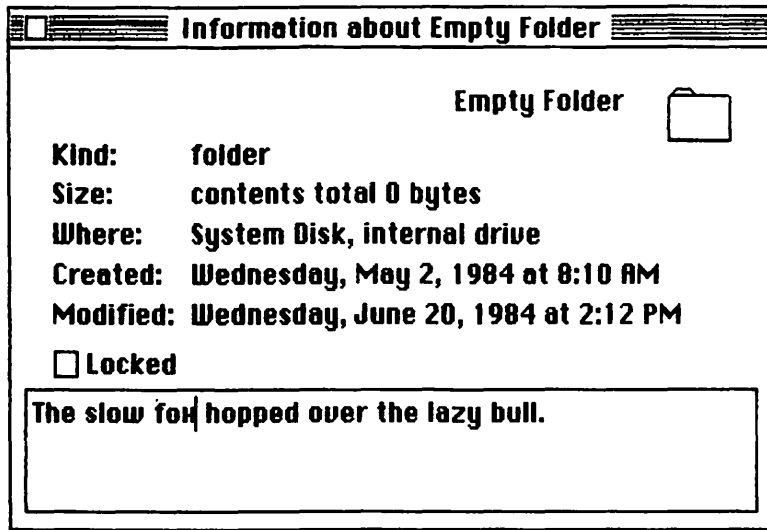 Information about Empty Folder
Empty Folder
Kind: folder
Size: contents total 0 bytes
Where: System Disk, internal drive
Created: Wednesday, May 2, 1984 at 8:10 AM
Modified: Wednesday, June 20, 1984 at 2:12 PM
Locked
The slow fox hopped over the lazy bull.